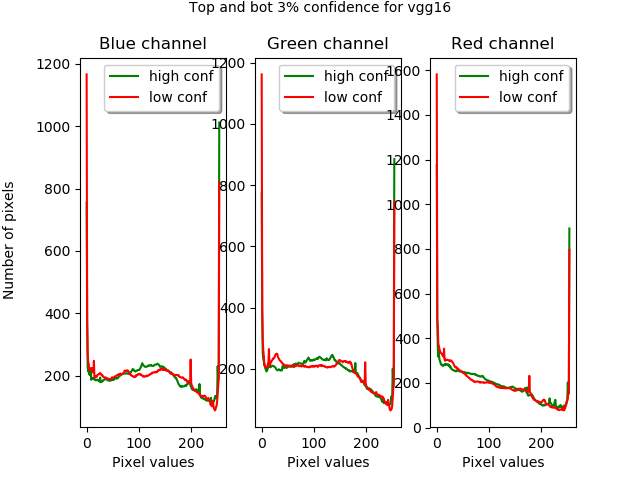 Top and bot 3% confidence for vgg16
Blue channel
Green channel
Red channel
Number of pixels
1200
1000
800
600
400
200
0
100
200
Pixel values
high conf
low conf
1200
1000
800
600
400
200
0
100
200
Pixel values
high conf
low conf
1600
1400
1200
1000
800
600
400
200
0
0
100
200
Pixel values
high conf
low conf